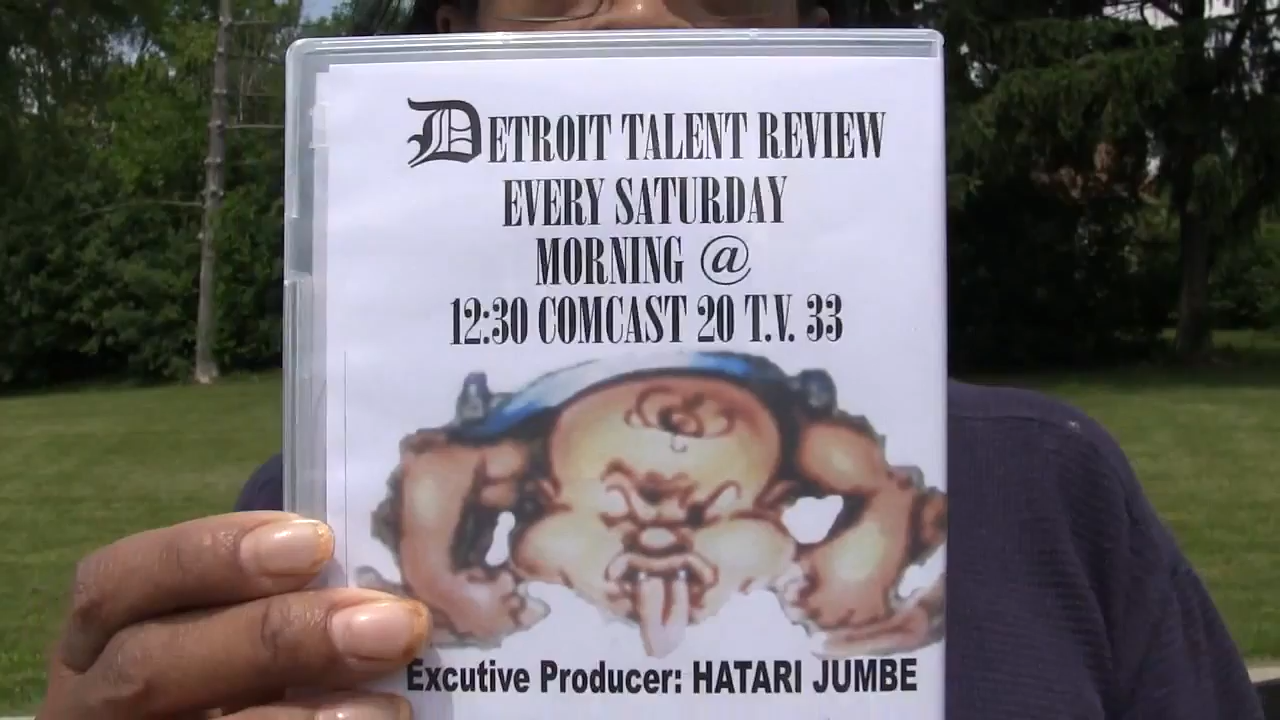 DETROIT TALENT REVIEW
EVERY SATURDAY
MORNING @
12:30 COMCAST 20 T.V. 33
Excutive Producer: HATARI JUMBE